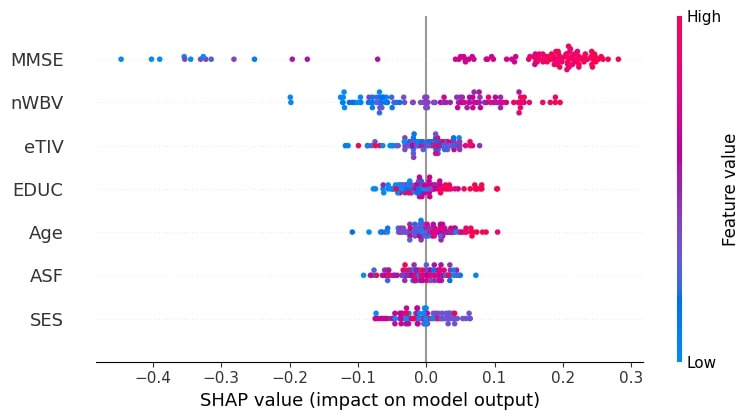 High
MMSE
nWBV
eTIV
EDUC
Age
ASF
SES
Feature value
Low
−0.4 −0.3 −0.2 −0.1 0.0 0.1 0.2 0.3
SHAP value (impact on model output)